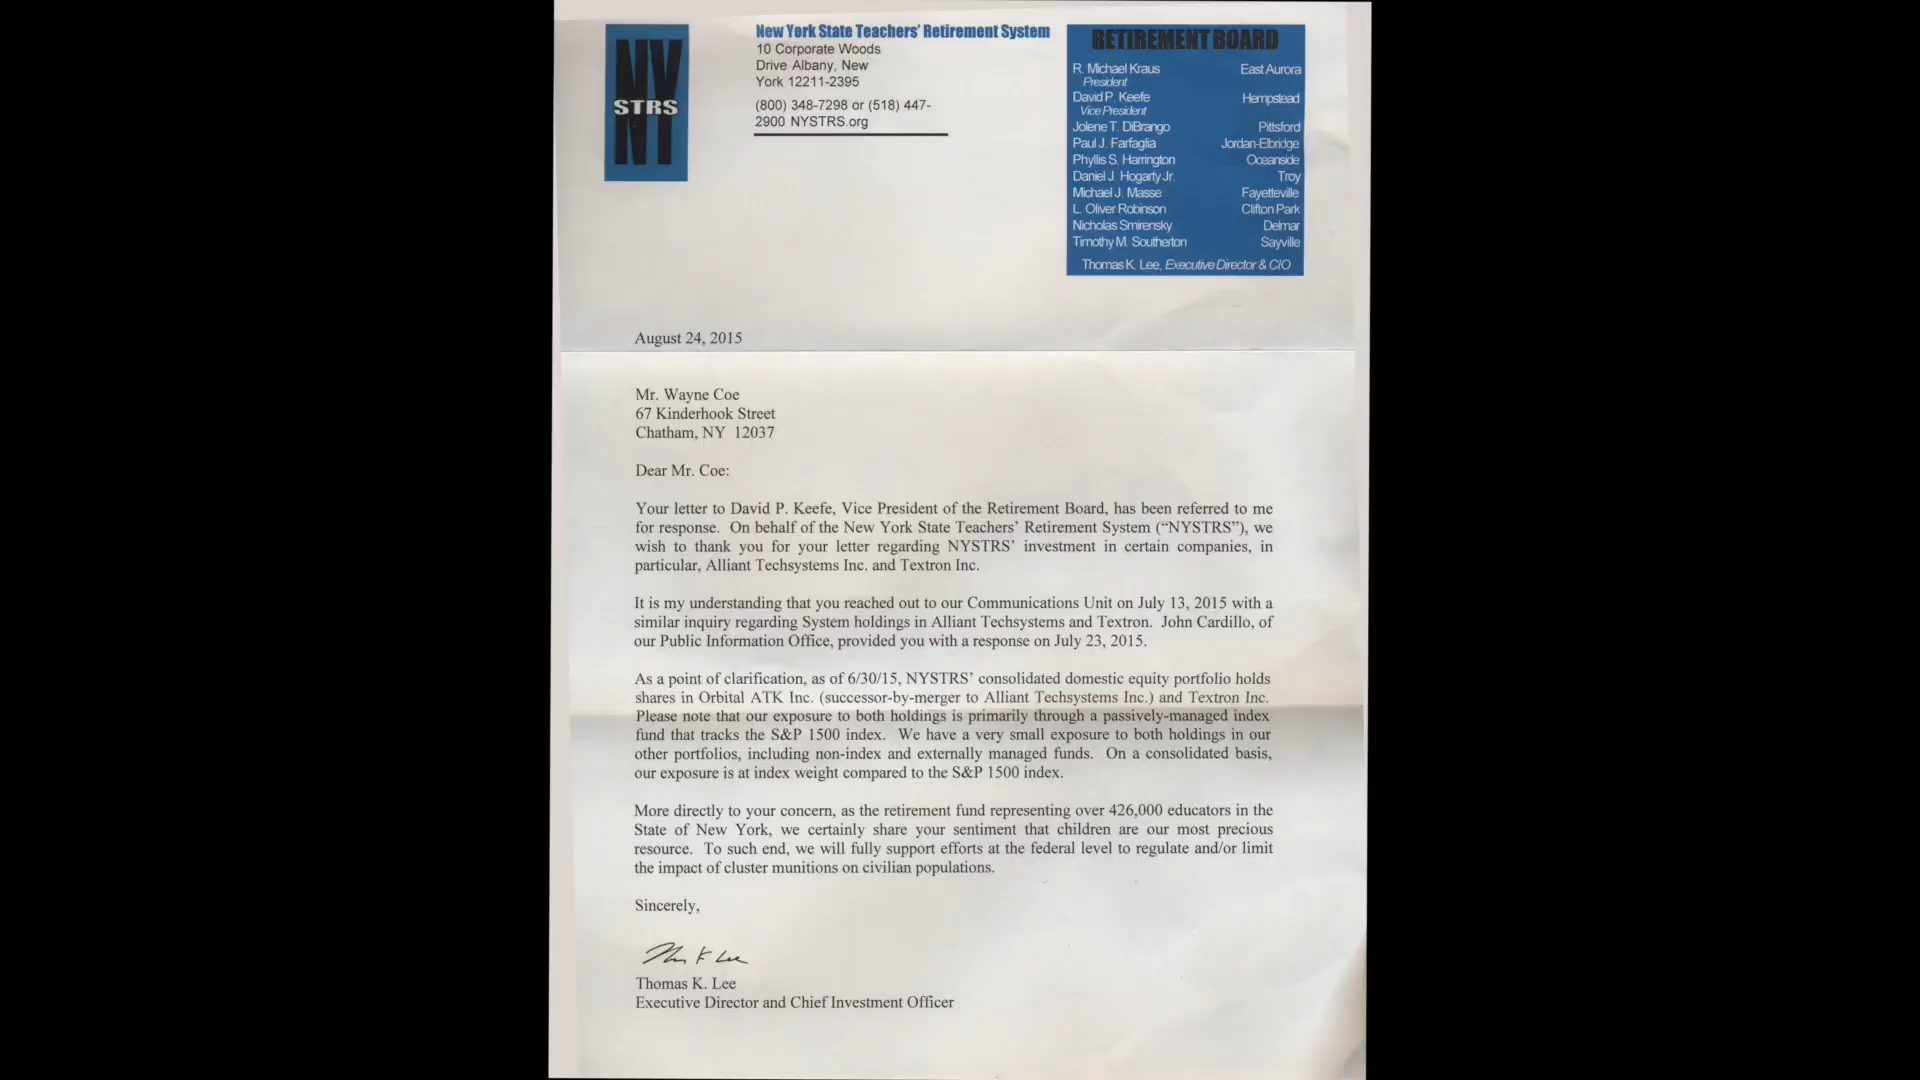 NY
STRS
New York State Teachers' Retirement System
10 Corporate Woods
Drive Albany, New
York 12211-2395
(800) 348-7298 or (518) 447-
2900 NYSTRS.org
RETIREMENT BOARD
R. Michael Kraus East Aurora
President
David P. Keefe Hempstead
Vice President
Jolene T. DiBrango Pittsford
Paul J. Farfaglia Jordan-Elbridge
Phyllis S. Harrington Oceanside
Daniel J. Hogarty Jr. Troy
Michael J. Masse Fayetteville
L. Oliver Robinson Clifton Park
Nicholas Smirensky Delmar
Timothy M. Southerton Sayville
Thomas K. Lee, Executive Director & CIO
August 24, 2015
Mr. Wayne Coe
67 Kinderhook Street
Chatham, NY 12037
Dear Mr. Coe:
Your letter to David P. Keefe, Vice President of the Retirement Board, has been referred to me
for response. On behalf of the New York State Teachers' Retirement System (“NYSTRS”), we
wish to thank you for your letter regarding NYSTRS' investment in certain companies, in
particular, Alliant Techsystems Inc. and Textron Inc.
It is my understanding that you reached out to our Communications Unit on July 13, 2015 with a
similar inquiry regarding System holdings in Alliant Techsystems and Textron. John Cardillo, of
our Public Information Office, provided you with a response on July 23, 2015.
As a point of clarification, as of 6/30/15, NYSTRS' consolidated domestic equity portfolio holds
shares in Orbital ATK Inc. (successor-by-merger to Alliant Techsystems Inc.) and Textron Inc.
Please note that our exposure to both holdings is primarily through a passively-managed index
fund that tracks the S&P 1500 index. We have a very small exposure to both holdings in our
other portfolios, including non-index and externally managed funds. On a consolidated basis,
our exposure is at index weight compared to the S&P 1500 index.
More directly to your concern, as the retirement fund representing over 426,000 educators in the
State of New York, we certainly share your sentiment that children are our most precious
resource. To such end, we will fully support efforts at the federal level to regulate and/or limit
the impact of cluster munitions on civilian populations.
Sincerely,
Thomas K. Lee
Executive Director and Chief Investment Officer